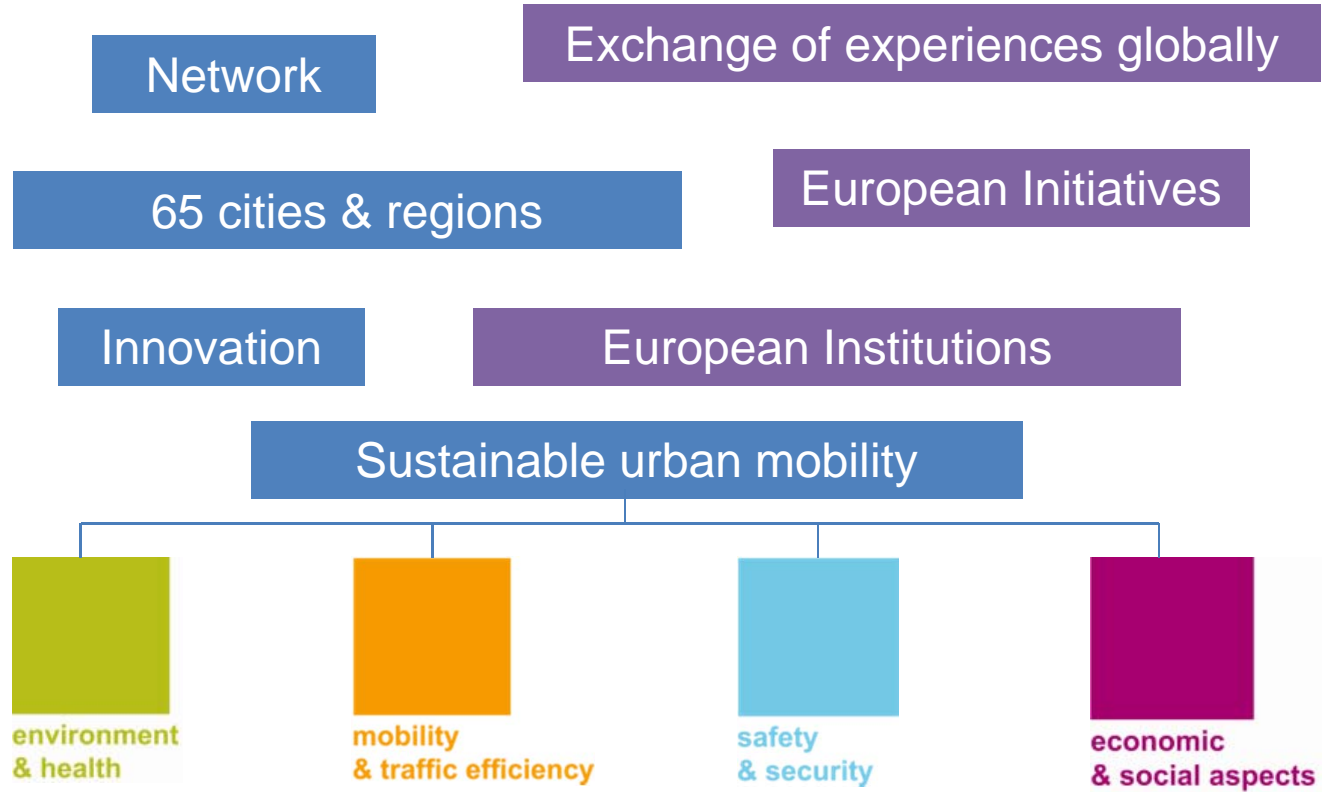 Exchange of experiences globally
Network
European Initiatives
65 cities & regions
Innovation
European Institutions
Sustainable urban mobility
environment
& health
mobility
& traffic efficiency
safety
& security
economic
& social aspects